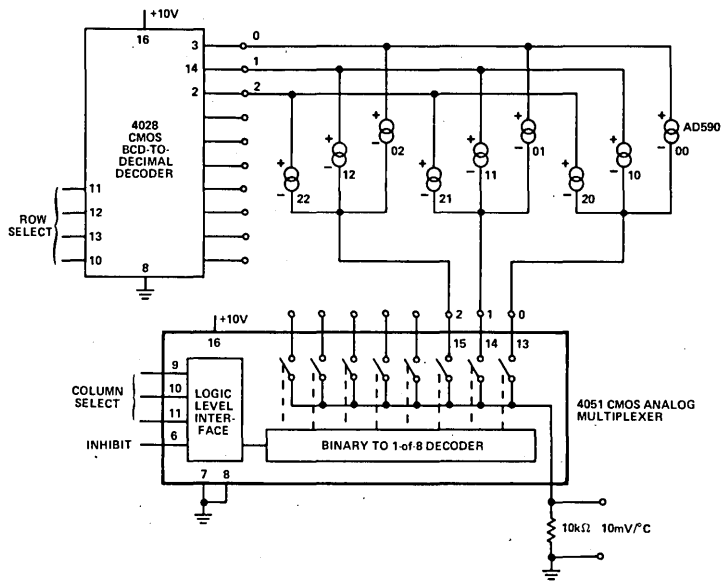 +10V
16
3
0
14
1
2
2
4028
CMOS
BCD-TO-
DECIMAL
DECODER
ROW
SELECT
11
12
13
10
8
+
−
22
+
−
12
+
−
02
+
−
21
+
−
11
+
−
01
+
−
20
+
−
10
+
−
AD590
00
+10V
16
2
1
0
15
14
13
COLUMN
SELECT
9
10
11
INHIBIT
6
LOGIC
LEVEL
INTER-
FACE
BINARY TO 1-of-8 DECODER
4051 CMOS ANALOG
MULTIPLEXER
7 8
10kΩ 10mV/°C